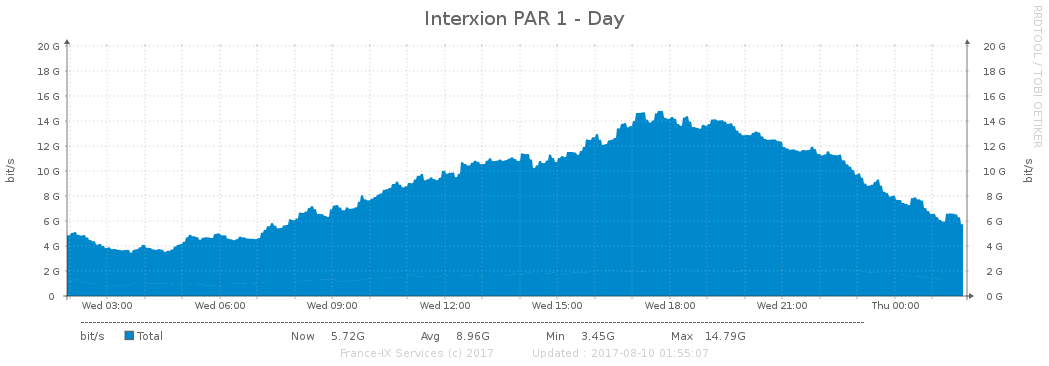 Interxion PAR 1 - Day
RRDTOOL / TOBI OETIKER
bit/s
20 G
18 G
16 G
14 G
12 G
10 G
8 G
6 G
4 G
2 G
0
20 G
18 G
16 G
14 G
12 G
10 G
8 G
6 G
4 G
2 G
0 G
bit/s
Wed 03:00 Wed 06:00 Wed 09:00 Wed 12:00 Wed 15:00 Wed 18:00 Wed 21:00 Thu 00:00
bit/s Total Now 5.72G Avg 8.96G Min 3.45G Max 14.79G
France-IX Services (c) 2017 Updated : 2017-08-10 01:55:07